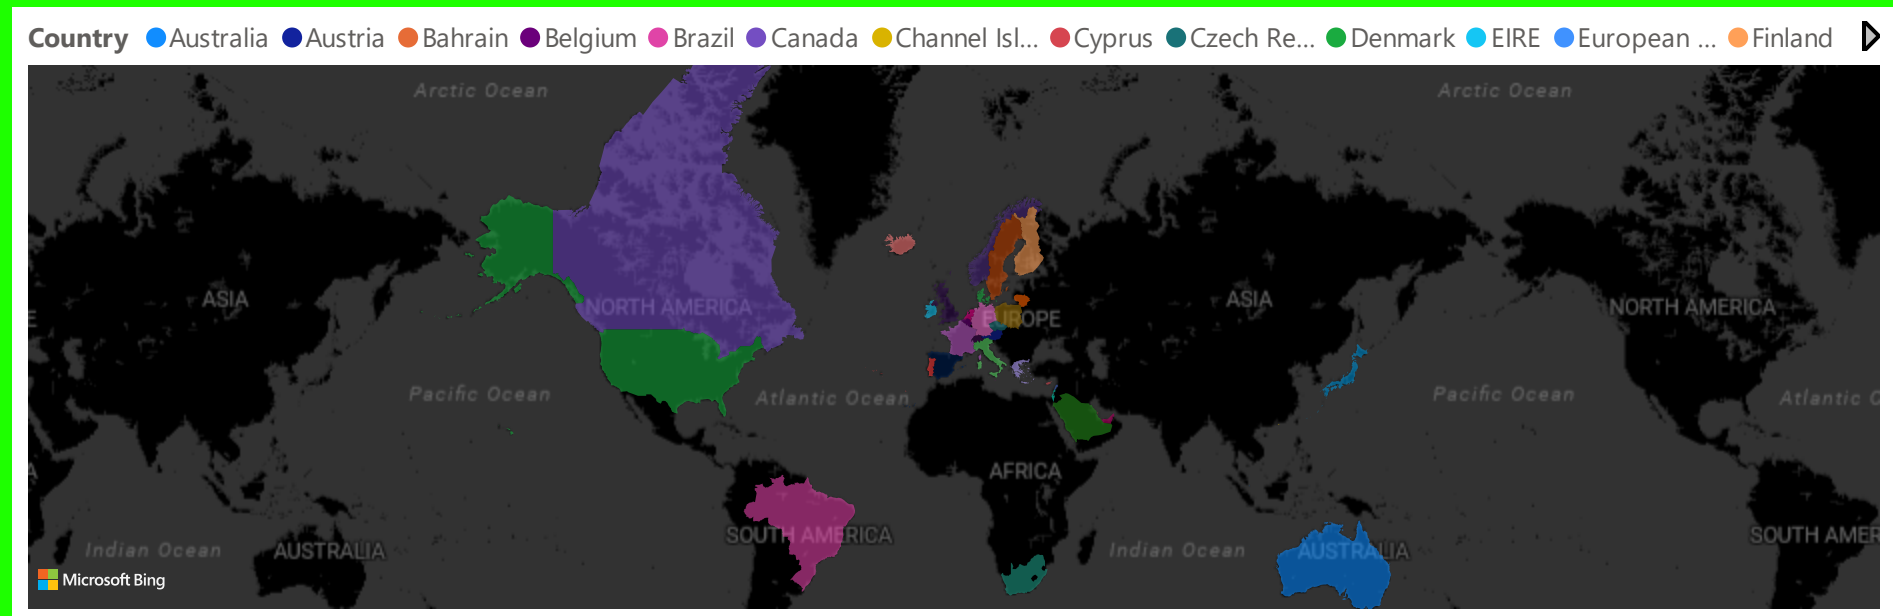 Country Australia Austria Bahrain Belgium Brazil Canada Channel Isl... Cyprus Czech Re... Denmark EIRE European ... Finland
Arctic Ocean Arctic Ocean
ASIA NORTH AMERICA EUROPE ASIA NORTH AMERICA
Pacific Ocean Atlantic Ocean Pacific Ocean Atlantic O
AFRICA
SOUTH AMERICA SOUTH AMER
Indian Ocean AUSTRALIA Indian Ocean AUSTRALIA
Microsoft Bing